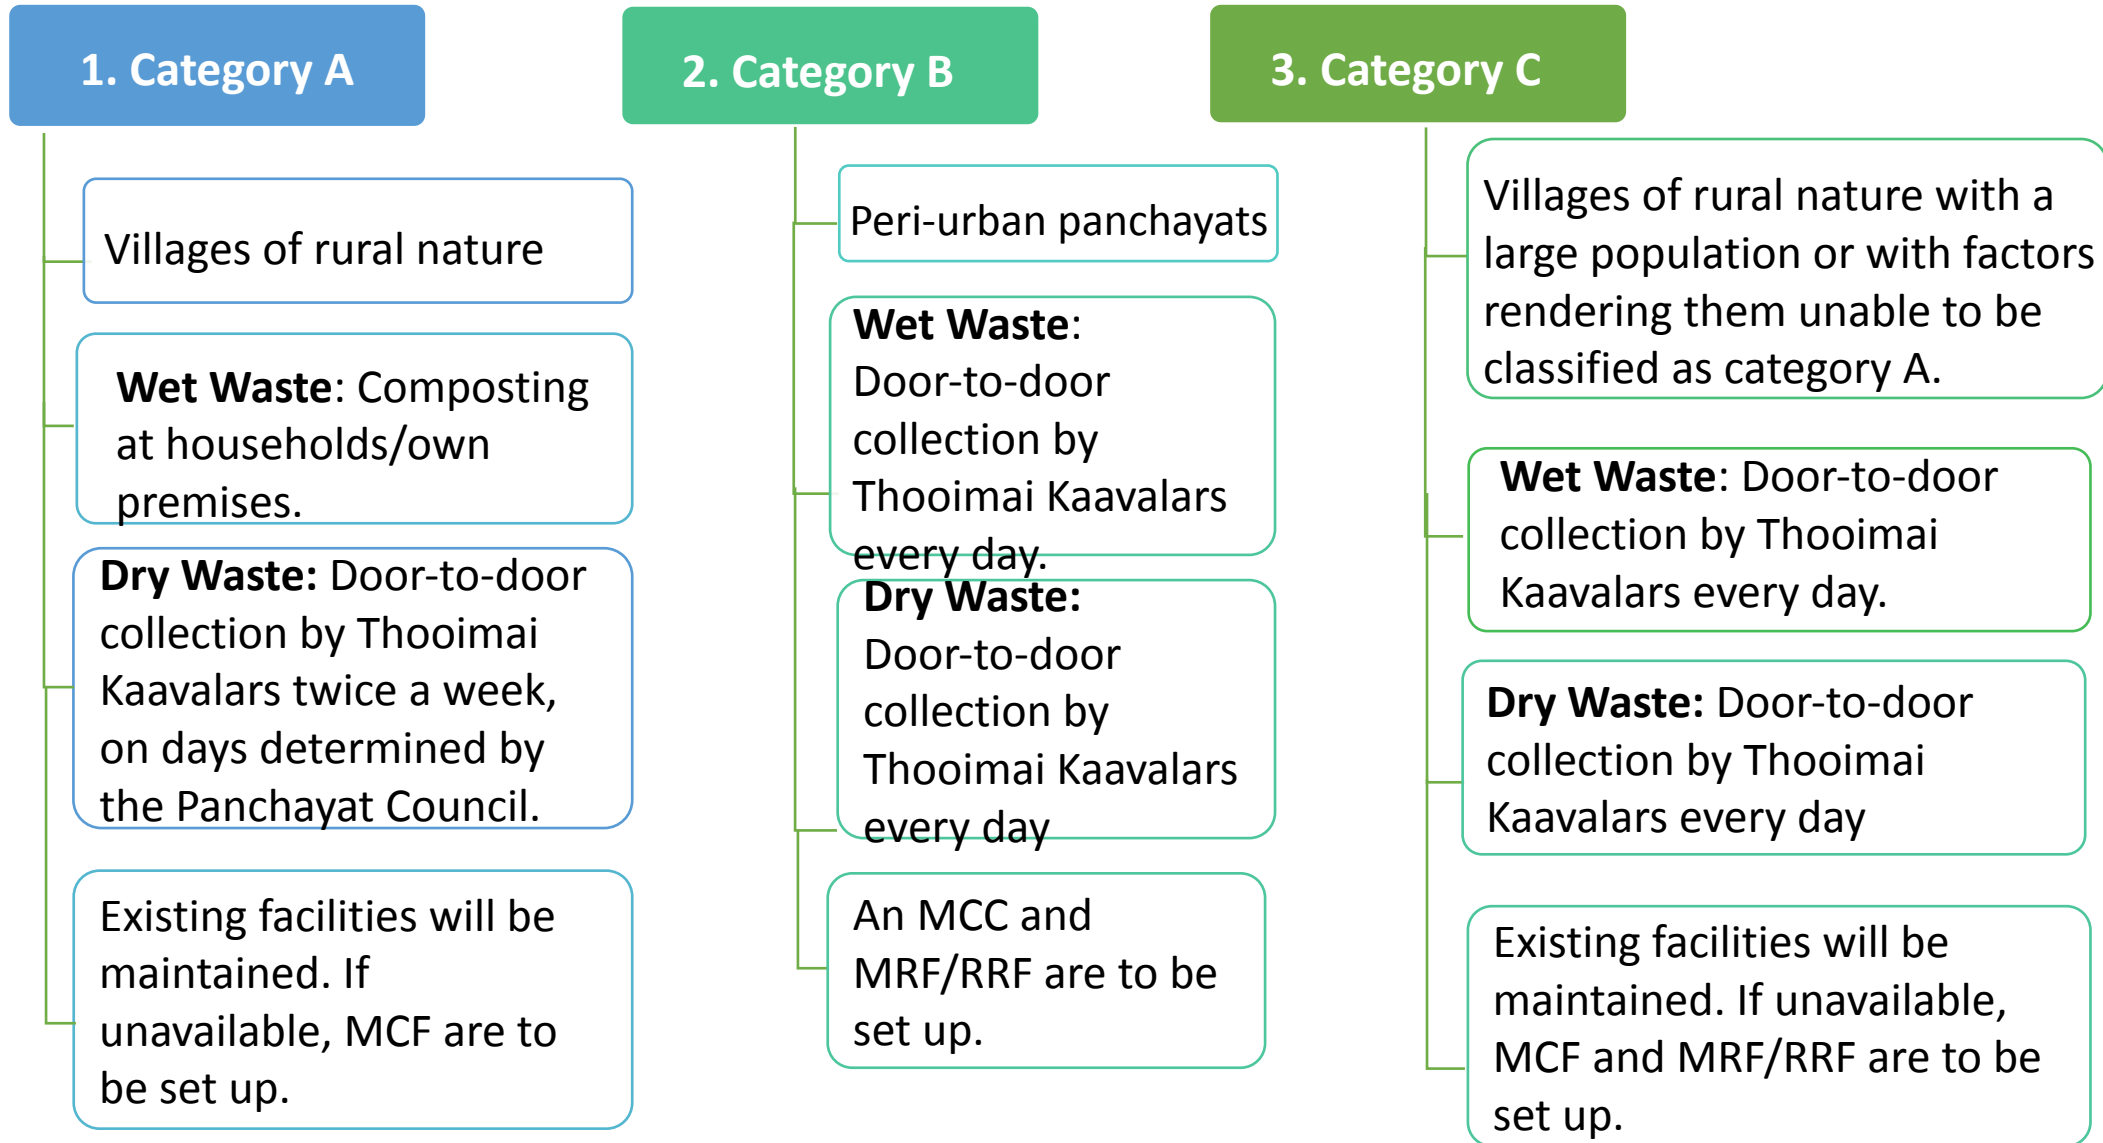 1. Category A
Villages of rural nature
Wet Waste: Composting
at households/own
premises.
Dry Waste: Door-to-door
collection by Thooimai
Kaavalars twice a week,
on days determined by
the Panchayat Council.
Existing facilities will be
maintained. If
unavailable, MCF are to
be set up.
2. Category B
Peri-urban panchayats
Wet Waste:
Door-to-door
collection by
Thooimai Kaavalars
every day.
Dry Waste:
Door-to-door
collection by
Thooimai Kaavalars
every day
An MCC and
MRF/RRF are to be
set up.
3. Category C
Villages of rural nature with a
large population or with factors
rendering them unable to be
classified as category A.
Wet Waste: Door-to-door
collection by Thooimai
Kaavalars every day.
Dry Waste: Door-to-door
collection by Thooimai
Kaavalars every day
Existing facilities will be
maintained. If unavailable,
MCF and MRF/RRF are to be
set up.